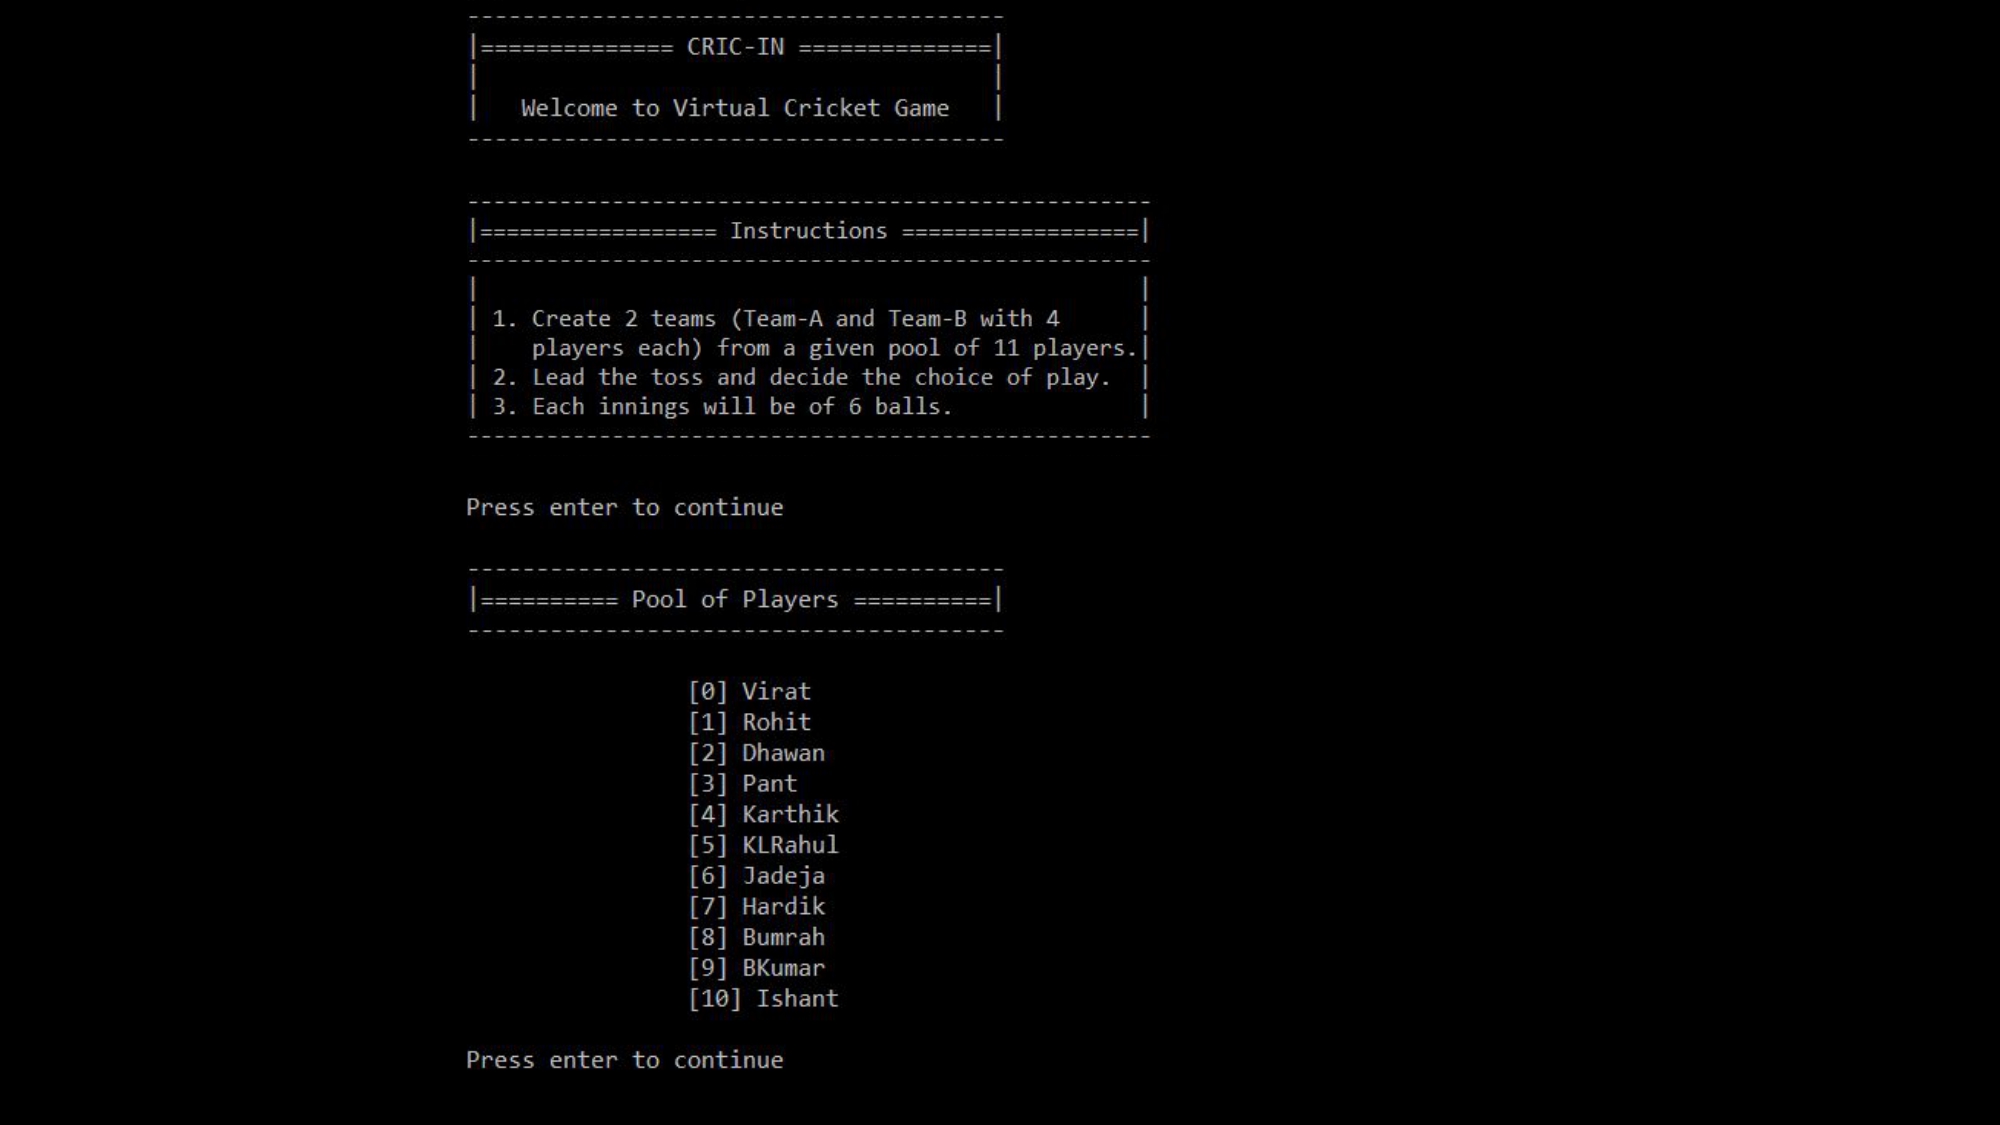 ---------------------------------------
|============== CRIC-IN ==============|
|                                     |
|   Welcome to Virtual Cricket Game   |
---------------------------------------
----------------------------------------------------
|================== Instructions ==================|
----------------------------------------------------
|                                                  |
| 1. Create 2 teams (Team-A and Team-B with 4      |
|    players each) from a given pool of 11 players.|
| 2. Lead the toss and decide the choice of play.  |
| 3. Each innings will be of 6 balls.              |
----------------------------------------------------
Press enter to continue
---------------------------------------
|========== Pool of Players ==========|
---------------------------------------
[0] Virat
[1] Rohit
[2] Dhawan
[3] Pant
[4] Karthik
[5] KLRahul
[6] Jadeja
[7] Hardik
[8] Bumrah
[9] BKumar
[10] Ishant
Press enter to continue